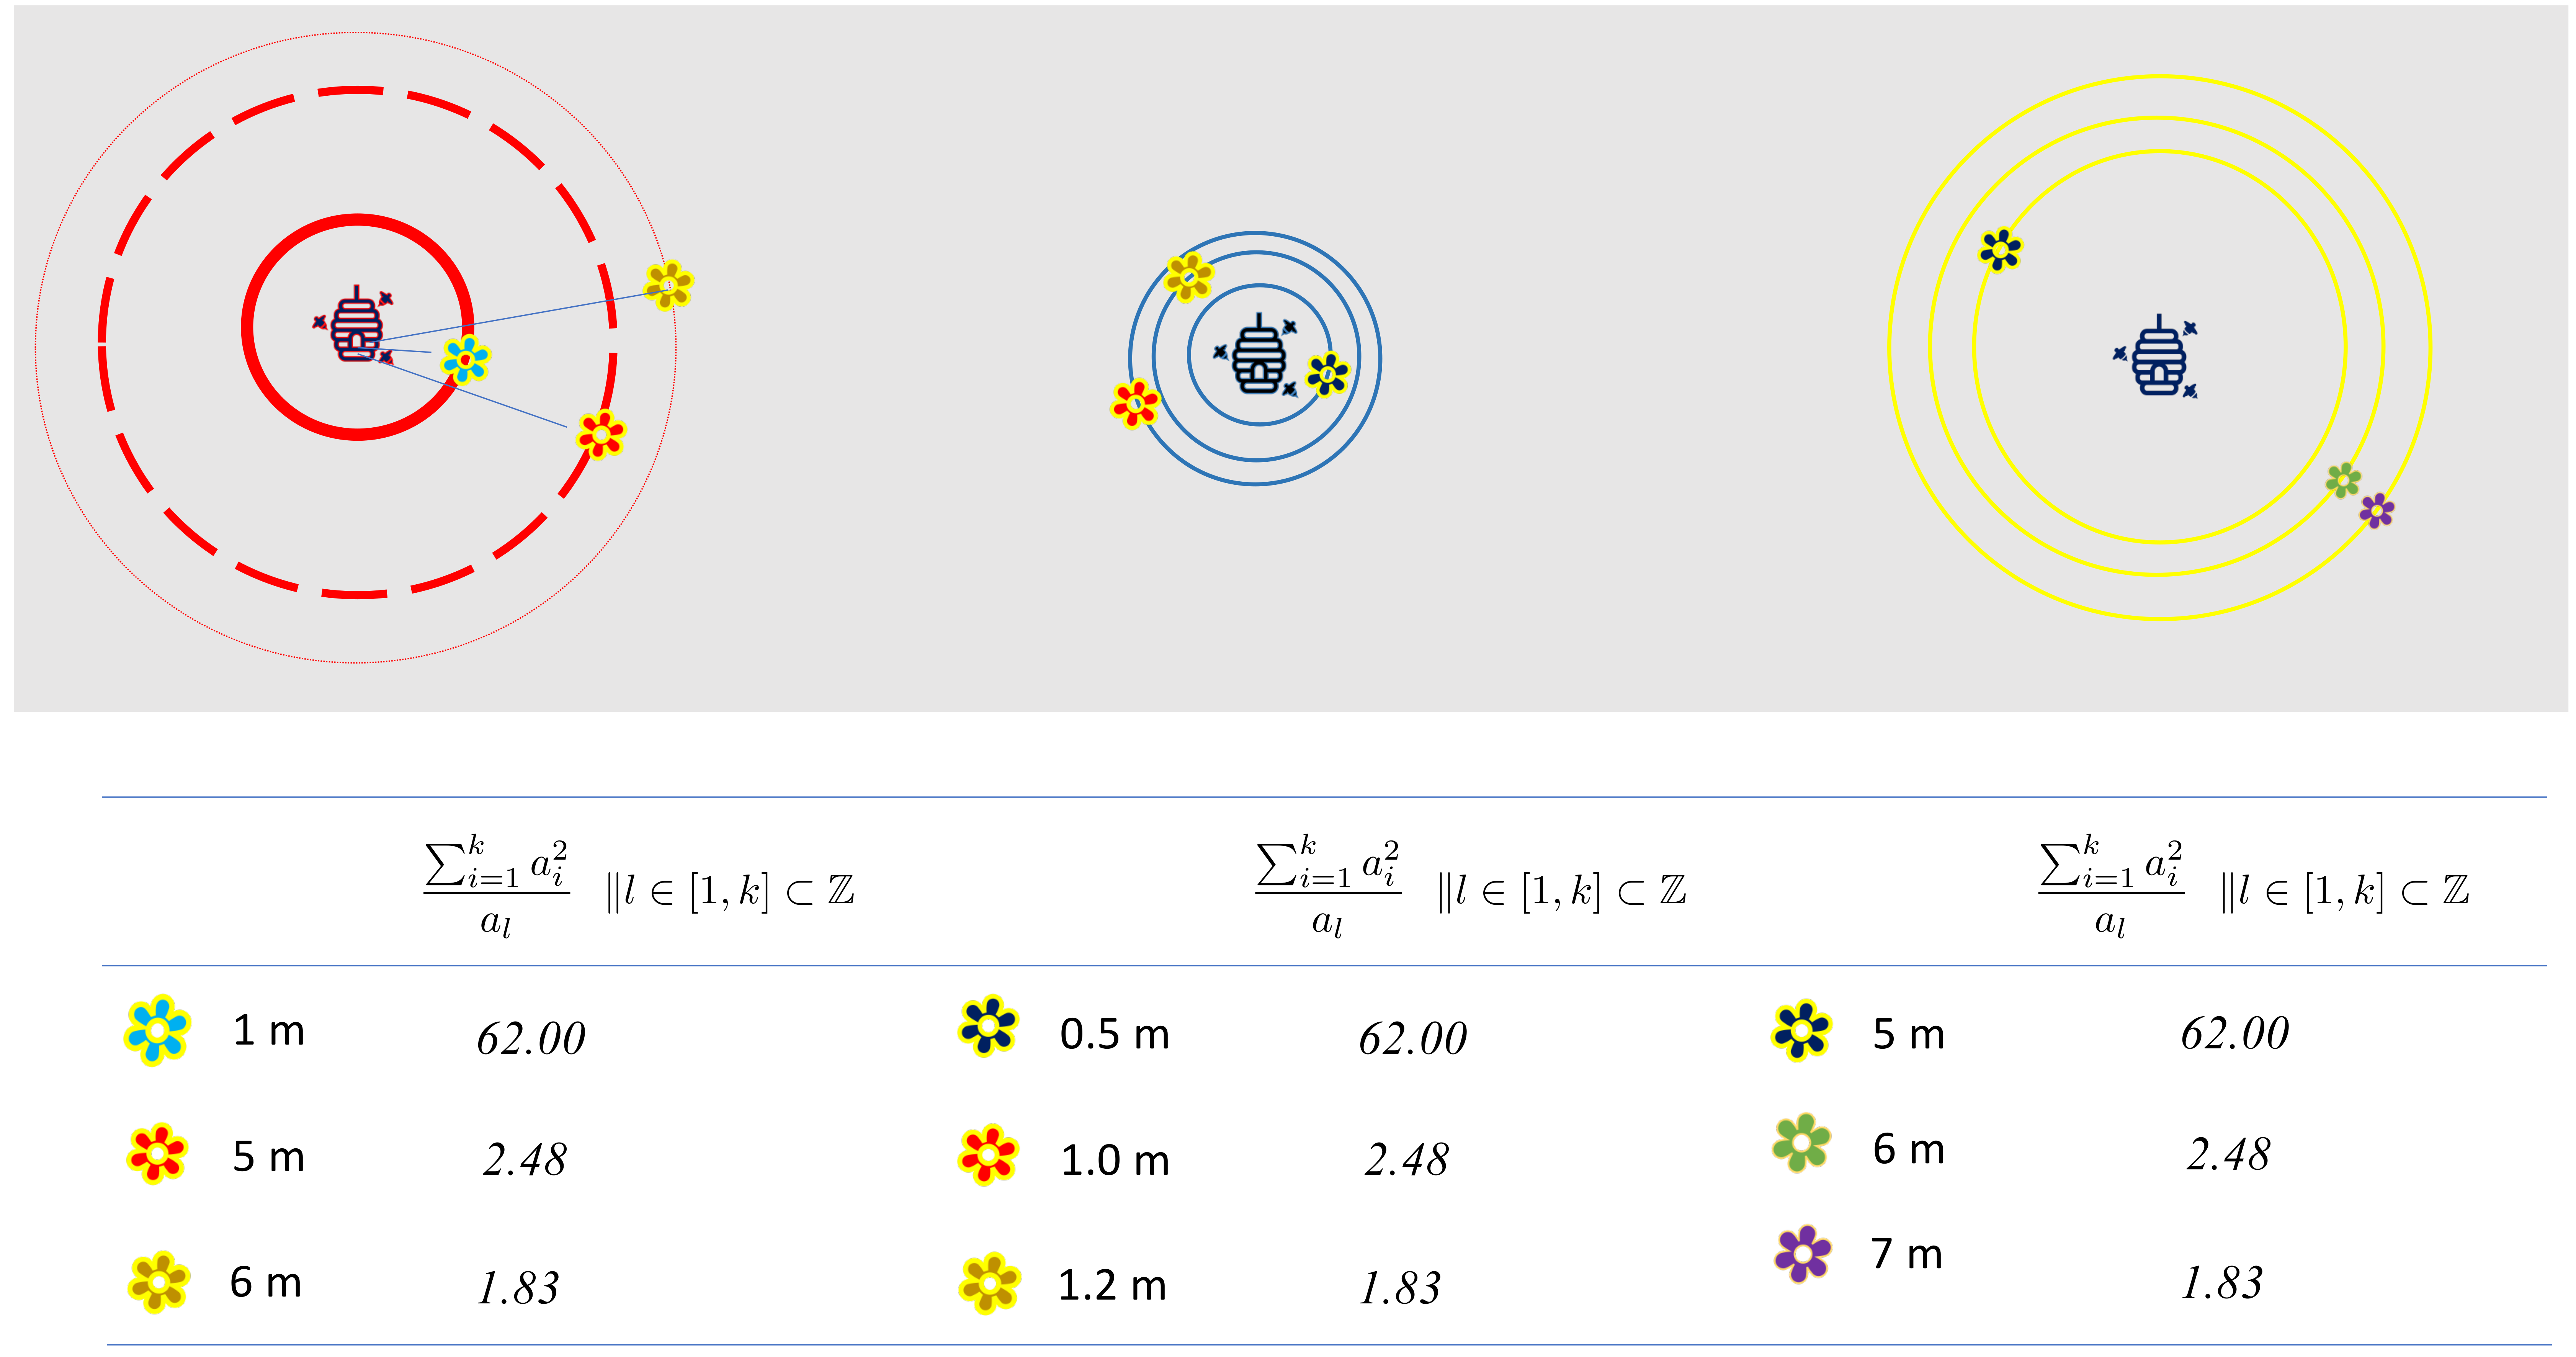 \frac{\sum_{i=1}^{k} a_i^2}{a_l} \| l \in [1, k] \subset \mathbb{Z} \frac{\sum_{i=1}^{k} a_i^2}{a_l} \| l \in [1, k] \subset \mathbb{Z} \frac{\sum_{i=1}^{k} a_i^2}{a_l} \| l \in [1, k] \subset \mathbb{Z}
1 m 62.00 0.5 m 62.00 5 m 62.00
5 m 2.48 1.0 m 2.48 6 m 2.48
6 m 1.83 1.2 m 1.83 7 m 1.83